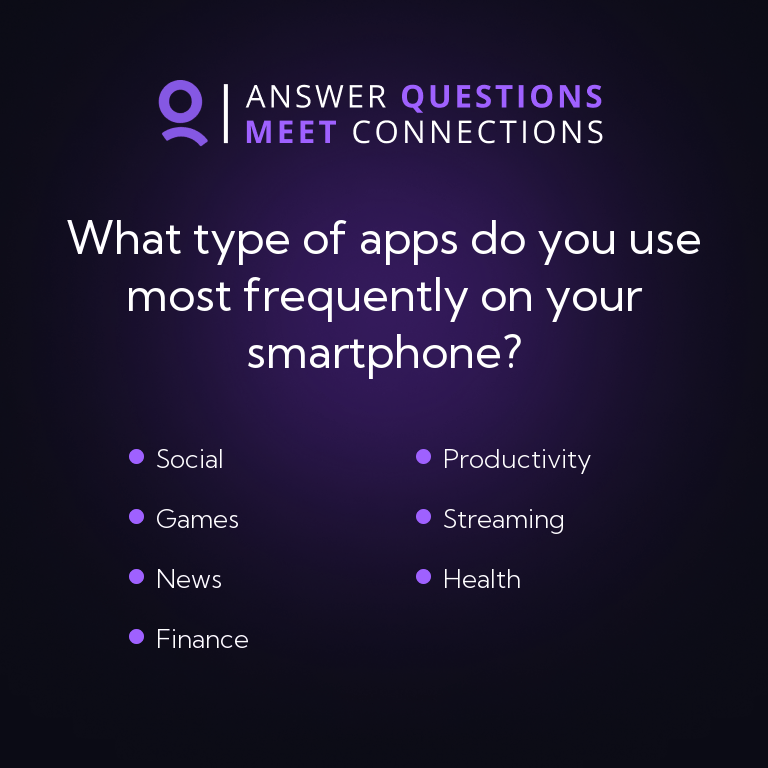 ANSWER QUESTIONS
MEET CONNECTIONS
What type of apps do you use
most frequently on your
smartphone?
Social
Games
News
Finance
Productivity
Streaming
Health